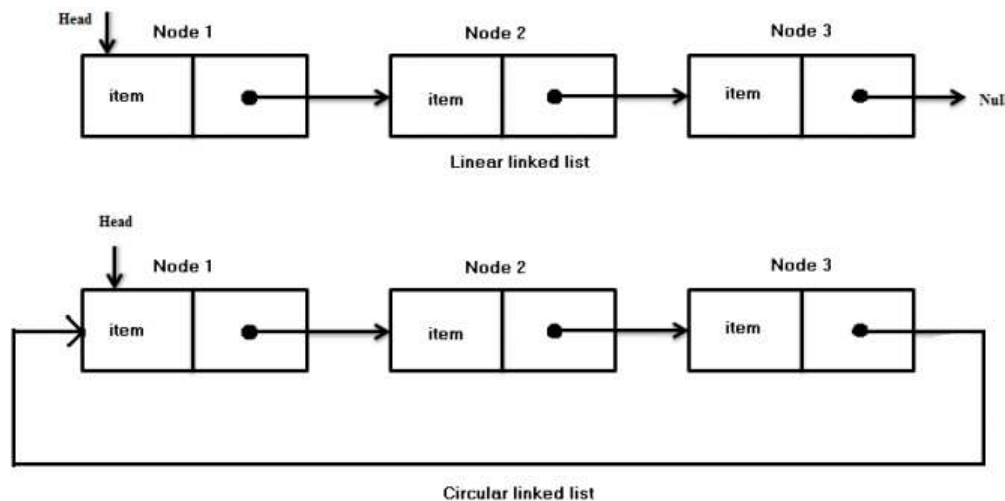 Head
Node 1 Node 2 Node 3
item item item Nul
Linear linked list
Head
Node 1 Node 2 Node 3
item item item
Circular linked list